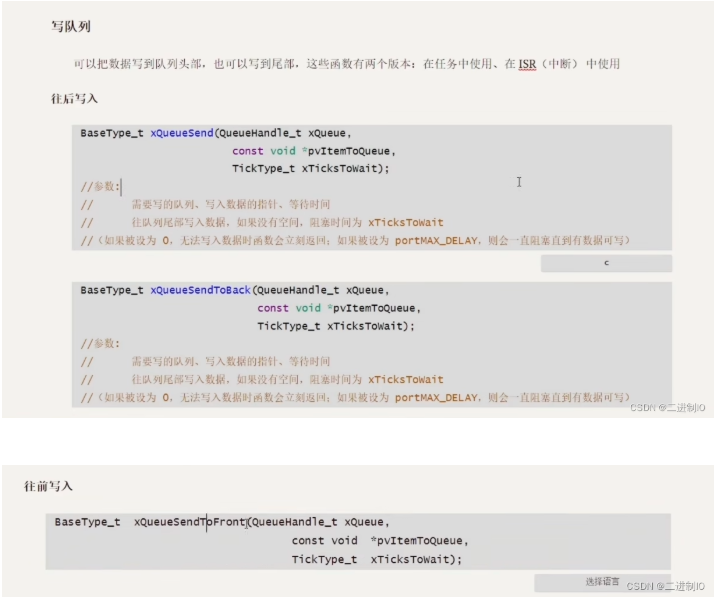 写队列
可以把数据写到队列头部，也可以写到尾部，这些函数有两个版本：在任务中使用、在 ISR（中断） 中使用
往后写入
BaseType_t xQueueSend(QueueHandle_t xQueue,
const void *pvItemToQueue,
TickType_t xTicksToWait);
//参数:
// 需要写的队列、写入数据的指针、等待时间
// 往队列尾部写入数据，如果没有空间，阻塞时间为 xTicksToWait
//（如果被设为 0，无法写入数据时函数会立刻返回；如果被设为 portMAX_DELAY，则会一直阻塞直到有数据可写）
c
BaseType_t xQueueSendToBack(QueueHandle_t xQueue,
const void *pvItemToQueue,
TickType_t xTicksToWait);
//参数:
// 需要写的队列、写入数据的指针、等待时间
// 往队列尾部写入数据，如果没有空间，阻塞时间为 xTicksToWait
//（如果被设为 0，无法写入数据时函数会立刻返回；如果被设为 portMAX_DELAY，则会一直阻塞直到有数据可写）
CSDN @二进制IO
往前写入
BaseType_t xQueueSendToFront(QueueHandle_t xQueue,
const void *pvItemToQueue,
TickType_t xTicksToWait);
选择语言
CSDN @二进制IO